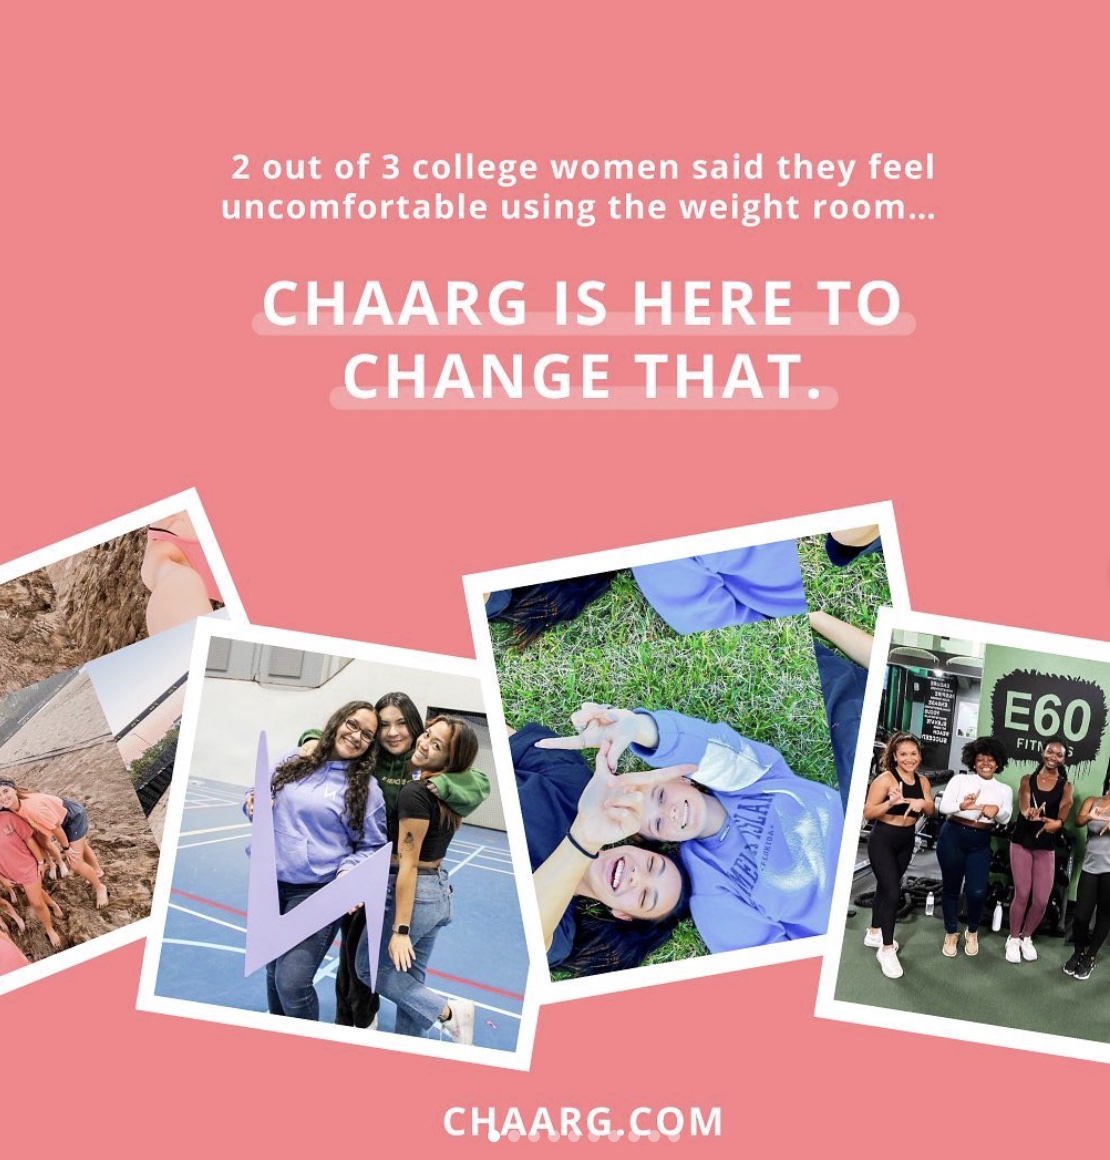 2 out of 3 college women said they feel
uncomfortable using the weight room...
CHAARG IS HERE TO
CHANGE THAT.
E60
CHAARG.COM